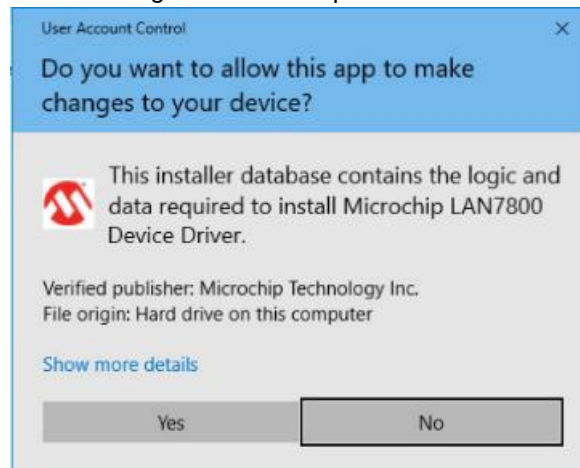 User Account Control
Do you want to allow this app to make
changes to your device?
This installer database contains the logic and
data required to install Microchip LAN7800
Device Driver.
Verified publisher: Microchip Technology Inc.
File origin: Hard drive on this computer
Show more details
Yes No